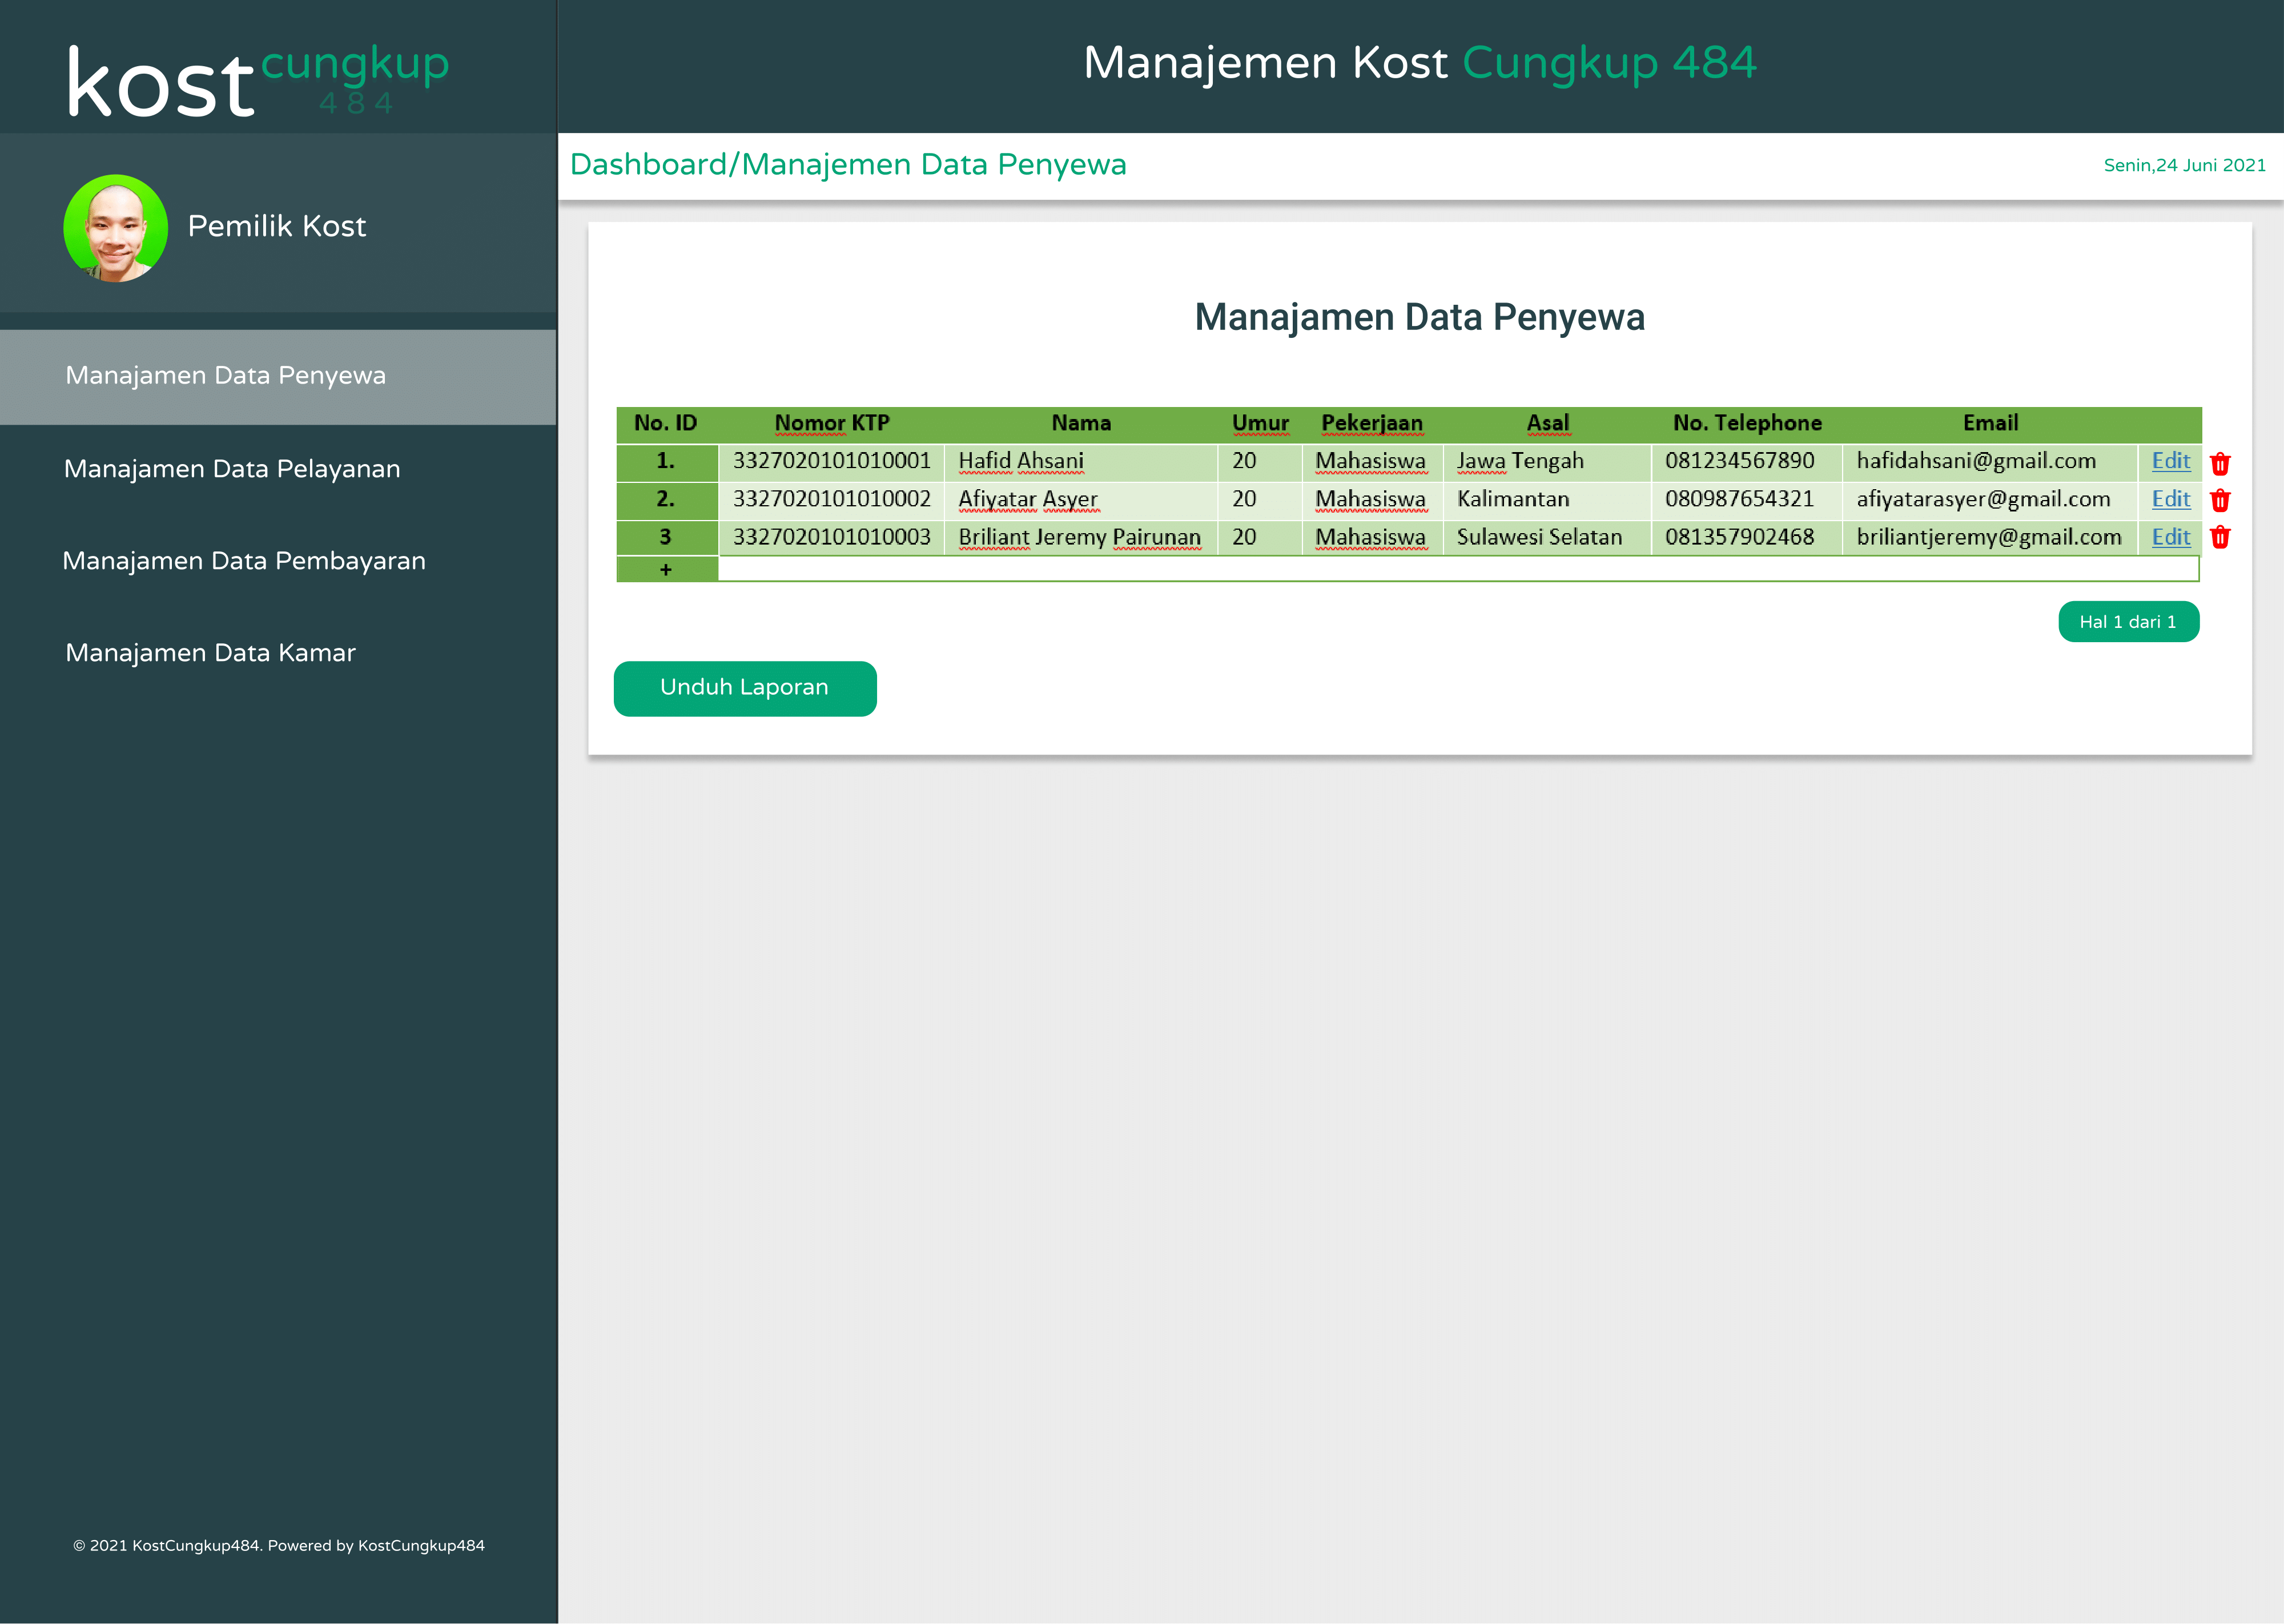 kost cungkup
484
Manajemen Kost Cungkup 484
Dashboard/Manajemen Data Penyewa
Senin,24 Juni 2021
Pemilik Kost
Manajamen Data Penyewa
Manajamen Data Pelayanan
Manajamen Data Pembayaran
Manajamen Data Kamar
Manajamen Data Penyewa
No. ID Nomor KTP Nama Umur Pekerjaan Asal No. Telephone Email
1. 3327020101010001 Hafid Ahsani 20 Mahasiswa Jawa Tengah 081234567890 hafidahsani@gmail.com Edit
2. 3327020101010002 Afiyatar Asyer 20 Mahasiswa Kalimantan 080987654321 afiyatarasyer@gmail.com Edit
3 3327020101010003 Briliant Jeremy Pairunan 20 Mahasiswa Sulawesi Selatan 081357902468 briliantjeremy@gmail.com Edit
+
Hal 1 dari 1
Unduh Laporan
© 2021 KostCungkup484. Powered by KostCungkup484